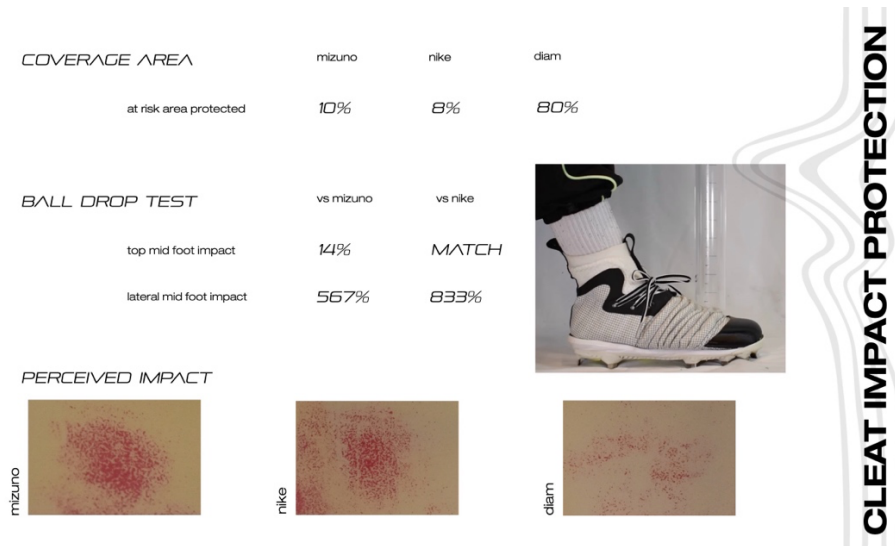 COVERAGE AREA mizuno nike diam
at risk area protected 10% 8% 80%
BALL DROP TEST vs mizuno vs nike
top mid foot impact 14% MATCH
lateral mid foot impact 567% 833%
PERCEIVED IMPACT
mizuno
nike
diam
CLEAT IMPACT PROTECTION